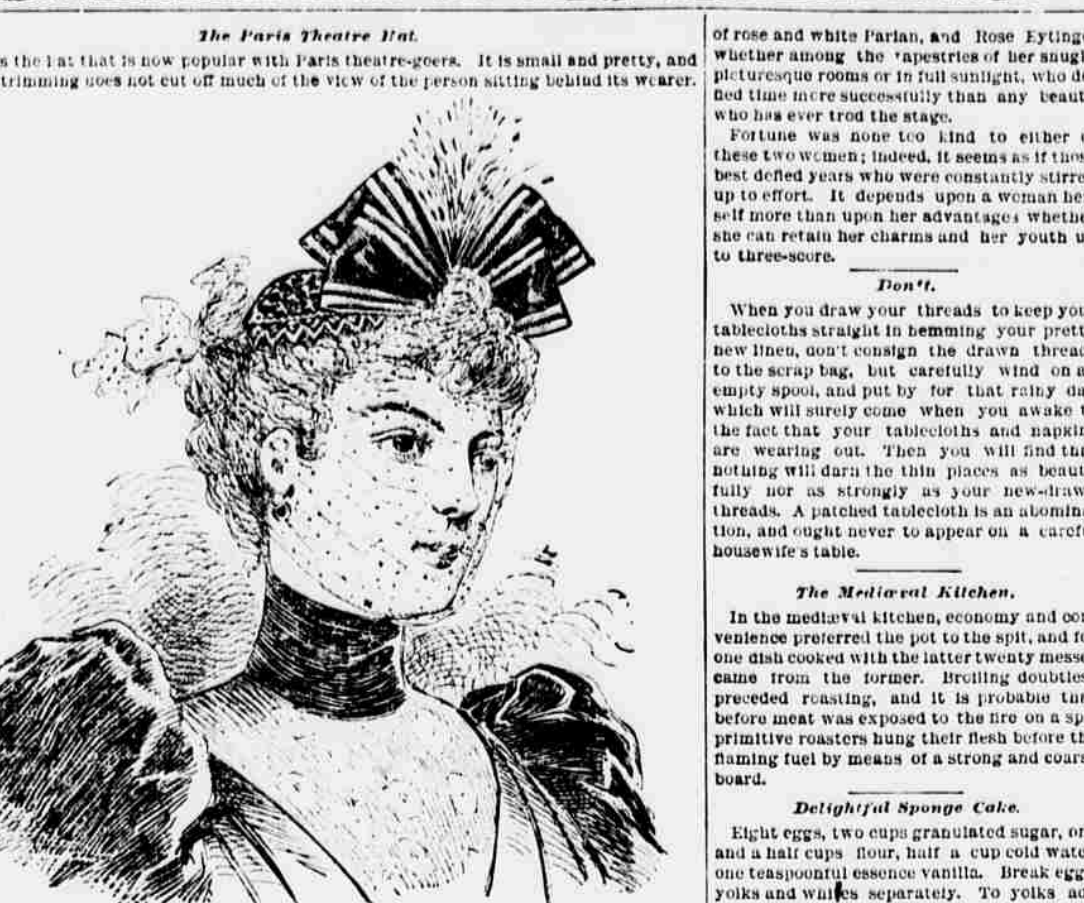 The Paris Theatre Hat.
s the hat that is now popular with Paris theatre-goers. It is small and pretty, and
trimming does not cut off much of the view of the person sitting behind its wearer.
of rose and white Parian, and Rose Eyting
whether among the tapestries of her snug
picturesque rooms or in full sunlight, who de
fied time more successfully than any beaut
who has ever trod the stage.
Fortune was none too kind to either
these two women; indeed, it seems as if thos
best defied years who were constantly stirre
up to effort. It depends upon a woman he
self more than upon her advantages whethe
she can retain her charms and her youth u
to three-score.
Don't.
When you draw your threads to keep you
tablecloths straight in hemming your prett
new linen, don't consign the drawn thread
to the scrap bag, but carefully wind on a
empty spool, and put by for that rainy da
which will surely come when you awake t
the fact that your tablecloths and napkin
are wearing out. Then you will find tha
nothing will darn the thin places as beaut
fully nor as strongly as your new-draw
threads. A patched tablecloth is an abomina
tion, and ought never to appear on a carefu
housewife's table.
The Mediæval Kitchen.
In the mediæval kitchen, economy and con
venience preferred the pot to the spit, and fo
one dish cooked with the latter twenty messe
came from the former. Broiling doubtles
preceded roasting, and it is probable tha
before meat was exposed to the fire on a sp
primitive roasters hung their flesh before th
flaming fuel by means of a strong and coars
board.
Delightful Sponge Cake.
Eight eggs, two cups granulated sugar, on
and a half cups flour, half a cup cold wate
one teaspoonful essence vanilla. Break egg
yolks and whites separately. To yolks ad